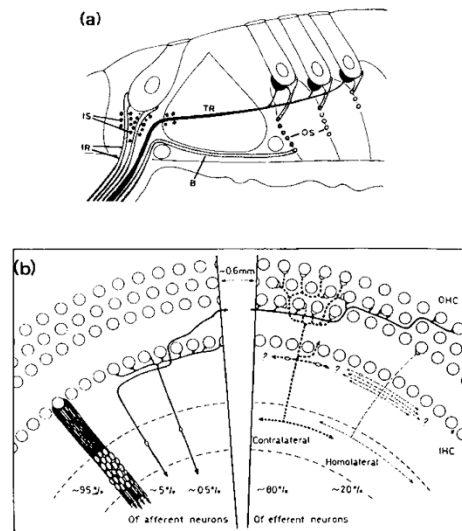 (a)
TR
IS
OS
IR
B
(b)
~0.6mm
OHC
?
?
?
Contralateral
Homolateral
IHC
~95%
~5%
~0.5%
~80%
~20%
Of afferent neurons
Of efferent neurons